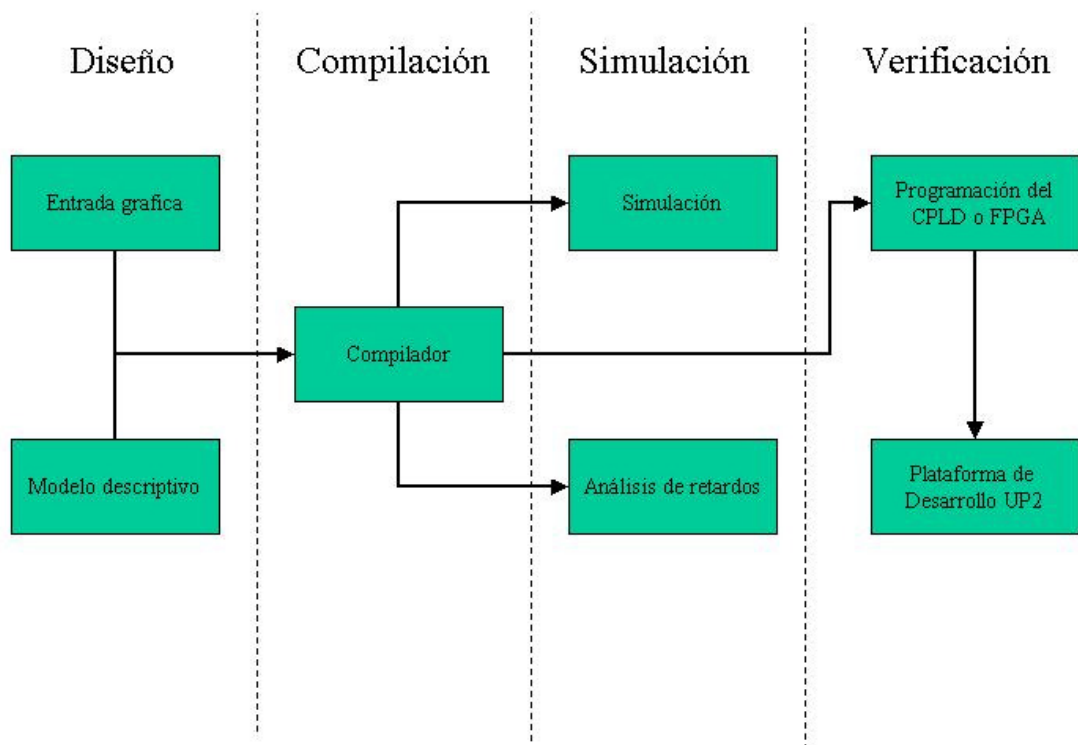 Diseño
Compilación
Simulación
Verificación
Entrada grafica
Simulación
Programación del
CPLD o FPGA
Compilador
Modelo descriptivo
Análisis de retardos
Plataforma de
Desarrollo UP2